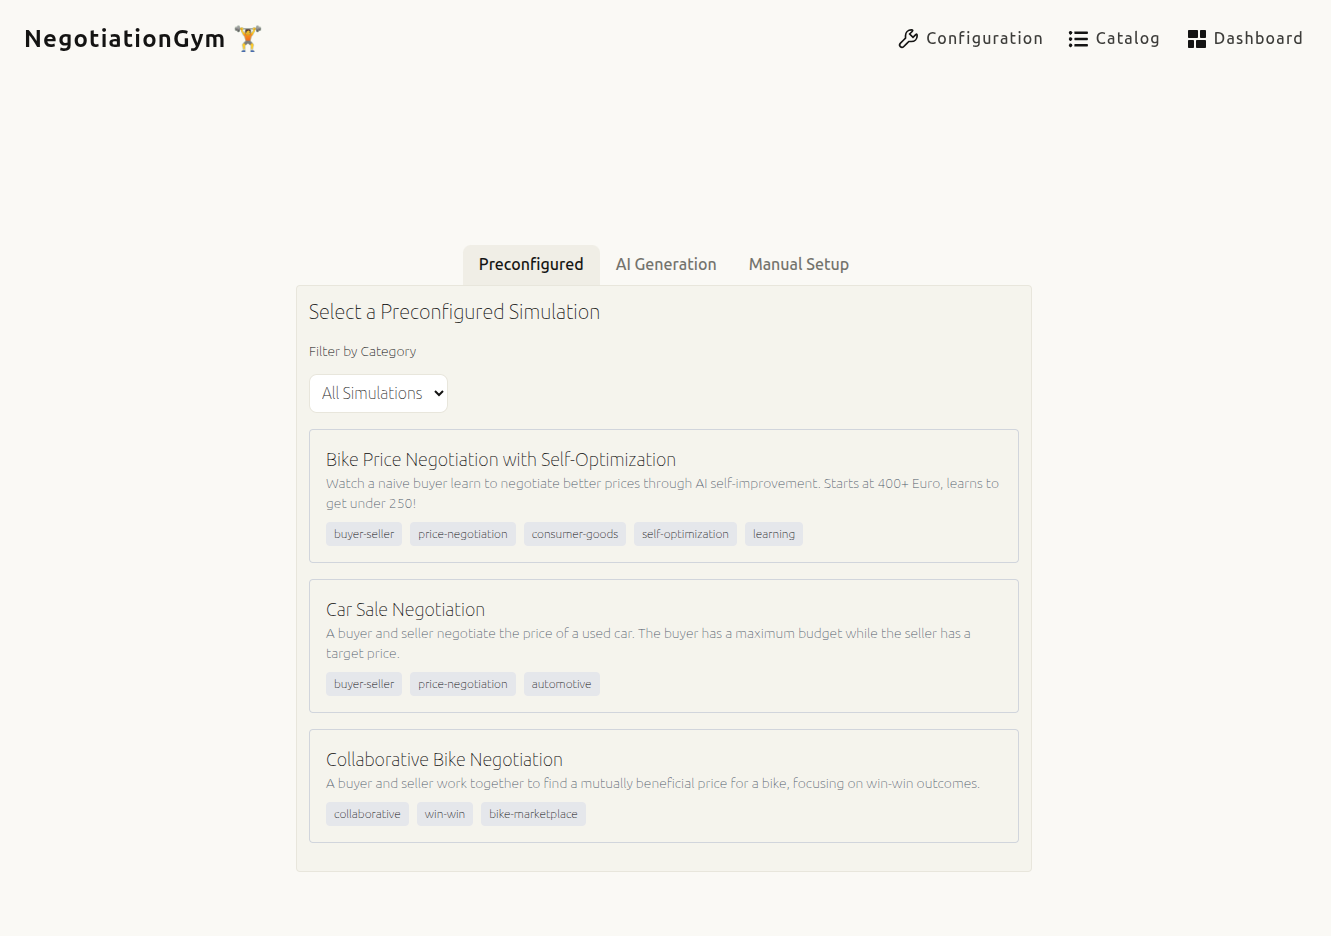 NegotiationGym 🏋️
Configuration
Catalog
Dashboard
Preconfigured
AI Generation
Manual Setup
Select a Preconfigured Simulation
Filter by Category
All Simulations
Bike Price Negotiation with Self-Optimization
Watch a naive buyer learn to negotiate better prices through AI self-improvement. Starts at 400+ Euro, learns to
get under 250!
buyer-seller price-negotiation consumer-goods self-optimization learning
Car Sale Negotiation
A buyer and seller negotiate the price of a used car. The buyer has a maximum budget while the seller has a
target price.
buyer-seller price-negotiation automotive
Collaborative Bike Negotiation
A buyer and seller work together to find a mutually beneficial price for a bike, focusing on win-win outcomes.
collaborative win-win bike-marketplace